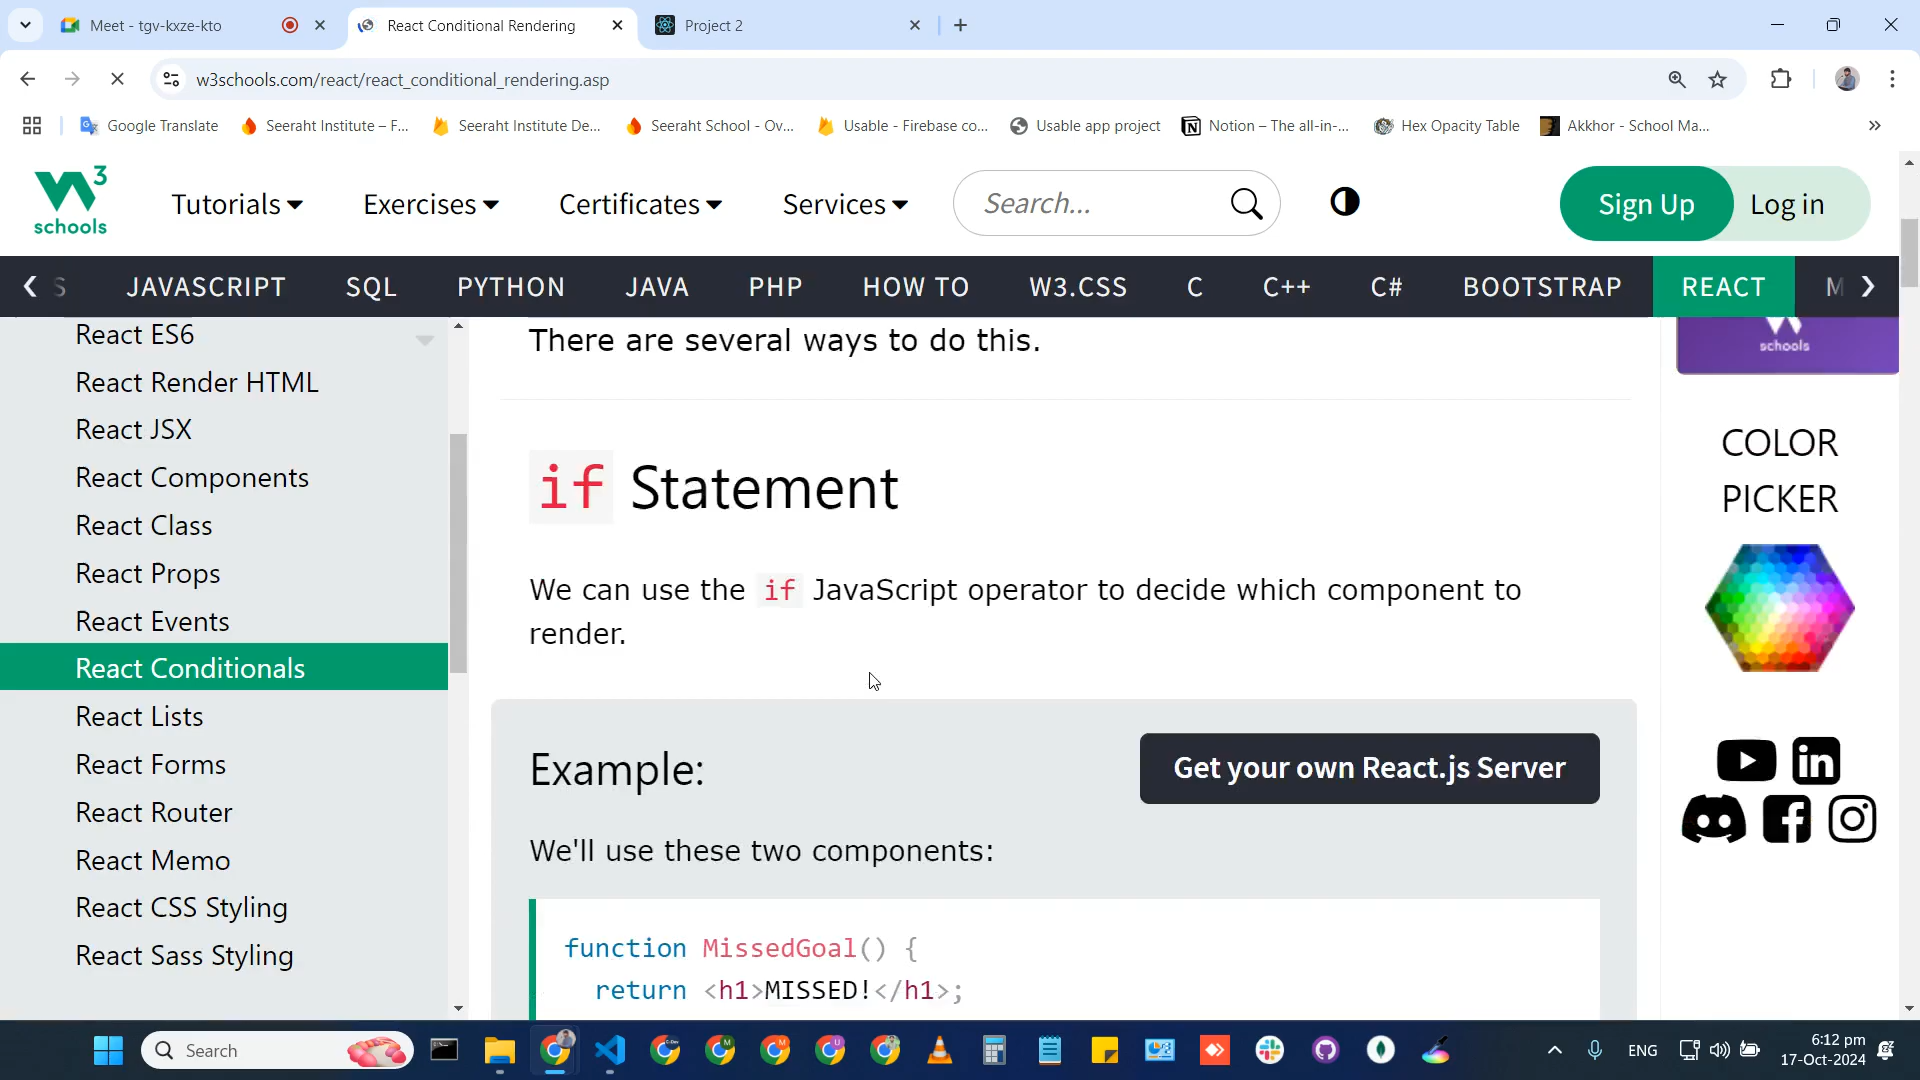 Meet - tgv-kxze-kto
React Conditional Rendering
Project 2
w3schools.com/react/react_conditional_rendering.asp
Google Translate
Seeraht Institute – F...
Seeraht Institute De...
Seeraht School - Ov...
Usable - Firebase co...
Usable app project
Notion – The all-in-...
Hex Opacity Table
Akkhor - School Ma...
3
schools
Tutorials
Exercises
Certificates
Services
Search...
Sign Up
Log in
S
JAVASCRIPT
SQL
PYTHON
JAVA
PHP
HOW TO
W3.CSS
C
C++
C#
BOOTSTRAP
REACT
M
React ES6
React Render HTML
React JSX
React Components
React Class
React Props
React Events
React Conditionals
React Lists
React Forms
React Router
React Memo
React CSS Styling
React Sass Styling
There are several ways to do this.
if Statement
We can use the if JavaScript operator to decide which component to
render.
Example:
Get your own React.js Server
We'll use these two components:
function MissedGoal() {
return <h1>MISSED!</h1>;
schools
COLOR
PICKER
Search
ENG
6:12 pm
17-Oct-2024